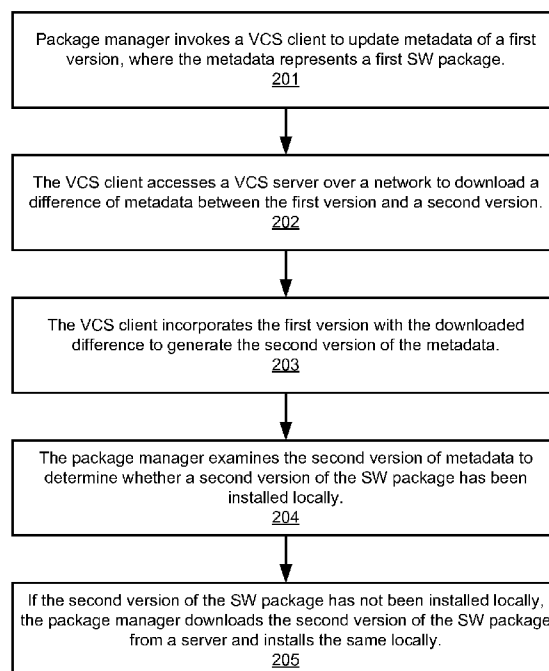 Package manager invokes a VCS client to update metadata of a first
version, where the metadata represents a first SW package.
201
The VCS client accesses a VCS server over a network to download a
difference of metadata between the first version and a second version.
202
The VCS client incorporates the first version with the downloaded
difference to generate the second version of the metadata.
203
The package manager examines the second version of metadata to
determine whether a second version of the SW package has been
installed locally.
204
If the second version of the SW package has not been installed locally,
the package manager downloads the second version of the SW package
from a server and installs the same locally.
205